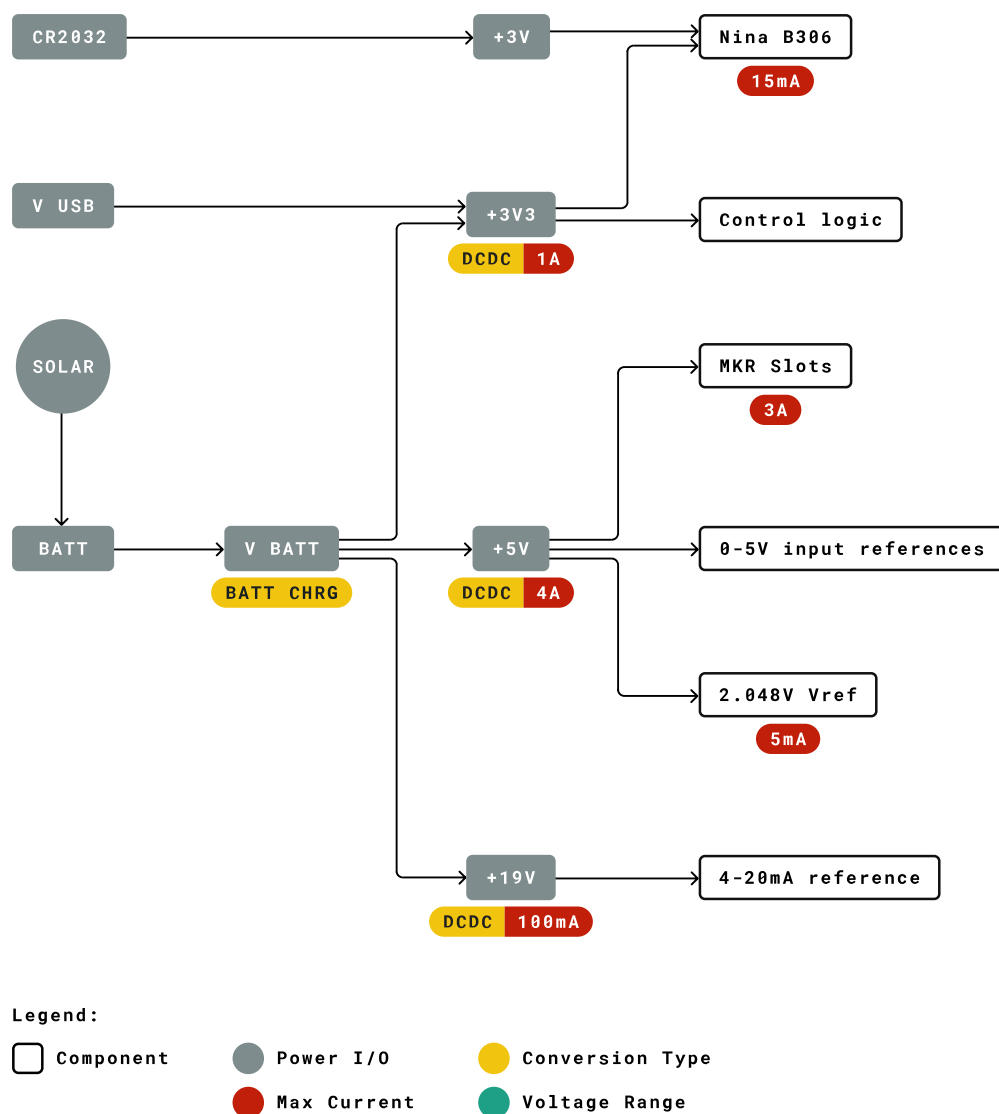 CR2032
+3V
Nina B306
15mA
V USB
+3V3
Control logic
DCDC 1A
SOLAR
MKR Slots
3A
BATT
V BATT
+5V
0-5V input references
BATT CHRG
DCDC 4A
2.048V Vref
5mA
+19V
4-20mA reference
DCDC 100mA
Legend:
Component
Power I/O
Conversion Type
Max Current
Voltage Range